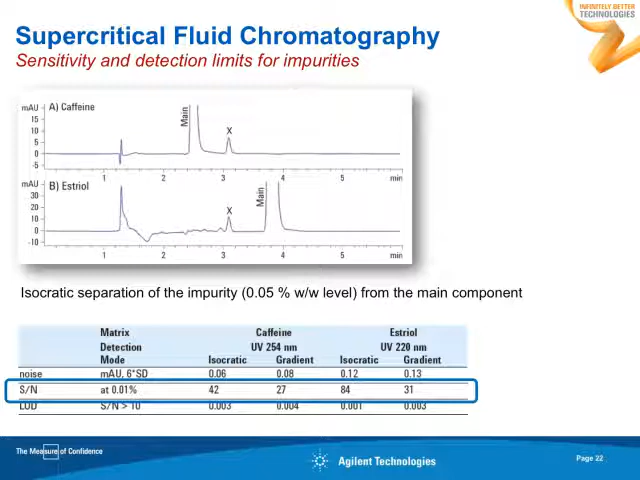 INFINITELY BETTER
TECHNOLOGIES
Supercritical Fluid Chromatography
Sensitivity and detection limits for impurities
mAU
A) Caffeine
Main
X
15
10
5
0
-5
1 2 3 4 5 min
mAU
B) Estriol
Main
X
30
20
10
0
-10
1 2 3 4 5 min
Isocratic separation of the impurity (0.05 % w/w level) from the main component
Matrix Caffeine Estriol
Detection UV 254 nm UV 220 nm
Mode Isocratic Gradient Isocratic Gradient
noise mAU, 6*SD 0.06 0.08 0.12 0.13
S/N at 0.01% 42 27 84 31
LOD S/N > 10 0.003 0.004 0.001 0.003
The Measure of Confidence
Agilent Technologies
Page 22